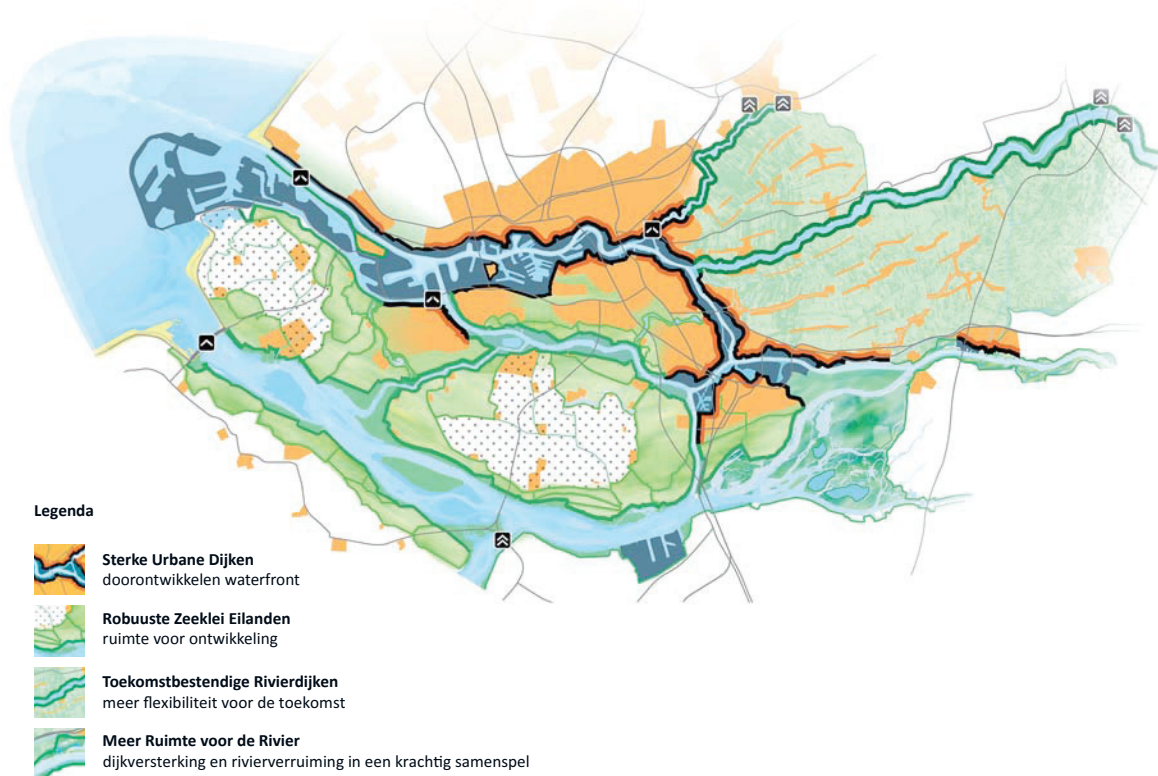 Legenda
Sterke Urbane Dijken
doorontwikkelen waterfront
Robuuste Zeeklei Eilanden
ruimte voor ontwikkeling
Toekomstbestendige Rivierdijken
meer flexibiliteit voor de toekomst
Meer Ruimte voor de Rivier
dijkversterking en rivierverruiming in een krachtig samenspel